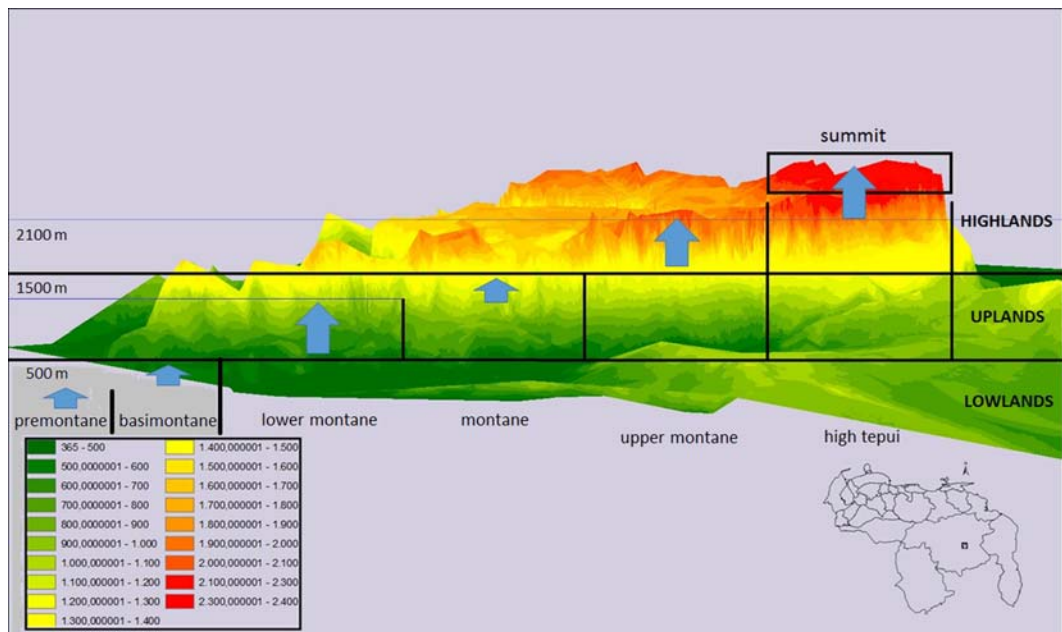 summit
2100 m
HIGHLANDS
1500 m
UPLANDS
500 m
LOWLANDS
premontane
basimontane
lower montane
montane
upper montane
high tepui
365 - 500
500,0000001 - 600
600,0000001 - 700
700,0000001 - 800
800,0000001 - 900
900,0000001 - 1.000
1.000,000001 - 1.100
1.100,000001 - 1.200
1.200,000001 - 1.300
1.300,000001 - 1.400
1.400,000001 - 1.500
1.500,000001 - 1.600
1.600,000001 - 1.700
1.700,000001 - 1.800
1.800,000001 - 1.900
1.900,000001 - 2.000
2.000,000001 - 2.100
2.100,000001 - 2.300
2.300,000001 - 2.400